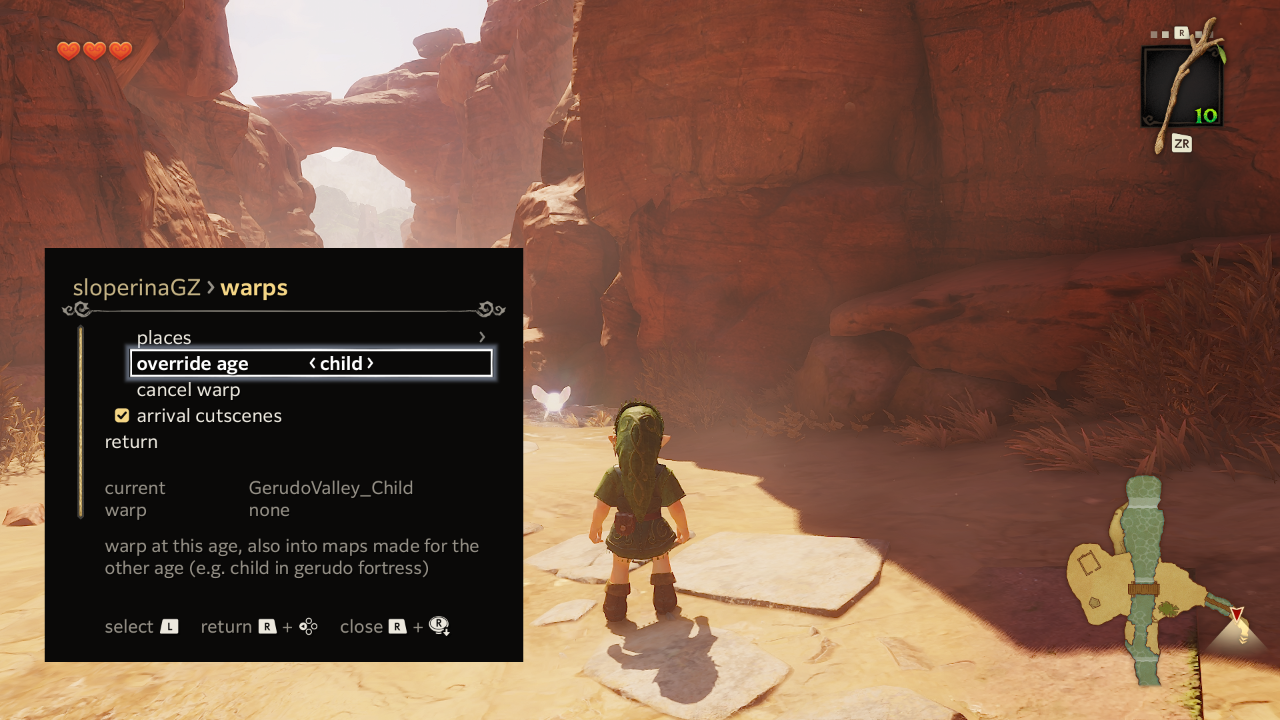 R
10
ZR
sloperinaGZ > warps
places >
override age < child >
cancel warp
arrival cutscenes
return
current GerudoValley_Child
warp none
warp at this age, also into maps made for the
other age (e.g. child in gerudo fortress)
select L return R + close R + R